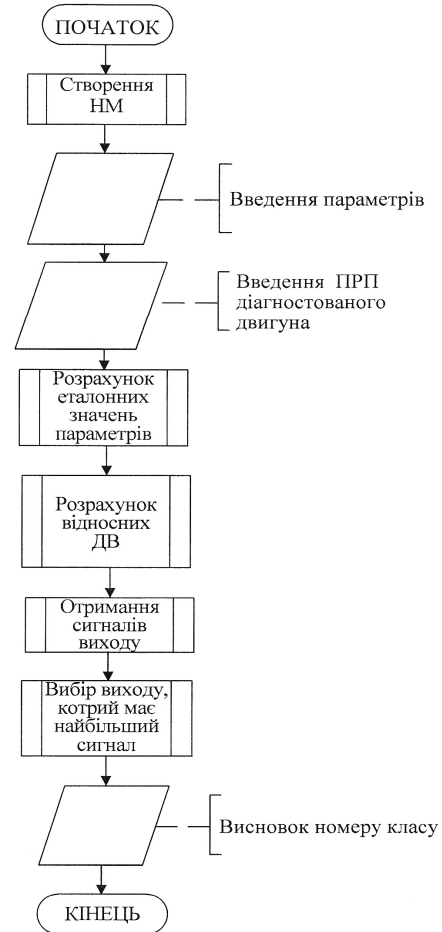 ПОЧАТОК
Створення
НМ
Введення параметрів
Введення ПРП
діагностованого
двигуна
Розрахунок
еталонних
значень
параметрів
Розрахунок
відносних
ДВ
Отримання
сигналів
виходу
Вибір виходу,
котрий має
найбільший
сигнал
Висновок номеру класу
КІНЕЦЬ